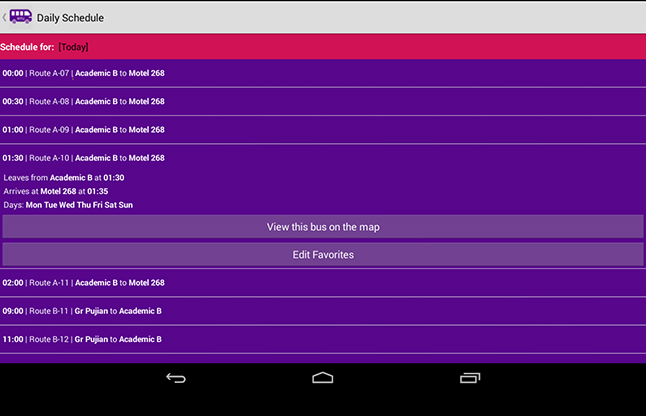 Daily Schedule
Schedule for: [Today]
00:00 | Route A-07 | Academic B to Motel 268
00:30 | Route A-08 | Academic B to Motel 268
01:00 | Route A-09 | Academic B to Motel 268
01:30 | Route A-10 | Academic B to Motel 268
Leaves from Academic B at 01:30
Arrives at Motel 268 at 01:35
Days: Mon Tue Wed Thu Fri Sat Sun
View this bus on the map
Edit Favorites
02:00 | Route A-11 | Academic B to Motel 268
09:00 | Route B-11 | Gr Pujian to Academic B
11:00 | Route B-12 | Gr Pujian to Academic B